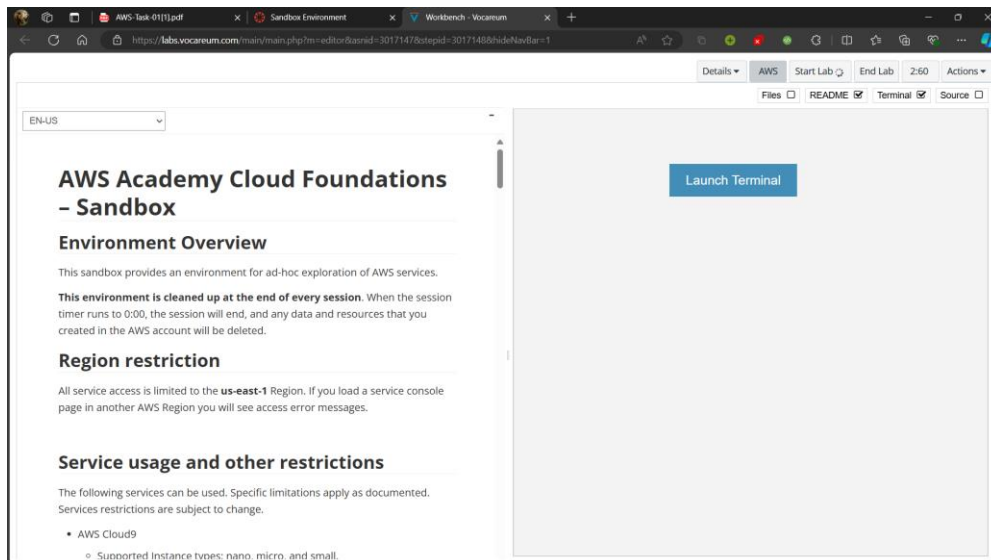 AWS-Task-01[1].pdf
Sandbox Environment
Workbench - Vocareum
https://labs.vocareum.com/main/main.php?m=editor&asnid=3017147&stepid=3017148&hideNavBar=1
Details AWS Start Lab End Lab 2:60 Actions
Files README Terminal Source
EN-US
Launch Terminal
AWS Academy Cloud Foundations
– Sandbox
Environment Overview
This sandbox provides an environment for ad-hoc exploration of AWS services.
This environment is cleaned up at the end of every session. When the session
timer runs to 0:00, the session will end, and any data and resources that you
created in the AWS account will be deleted.
Region restriction
All service access is limited to the us-east-1 Region. If you load a service console
page in another AWS Region you will see access error messages.
Service usage and other restrictions
The following services can be used. Specific limitations apply as documented.
Services restrictions are subject to change.
• AWS Cloud9
◦ Supported Instance types: nano, micro, and small.